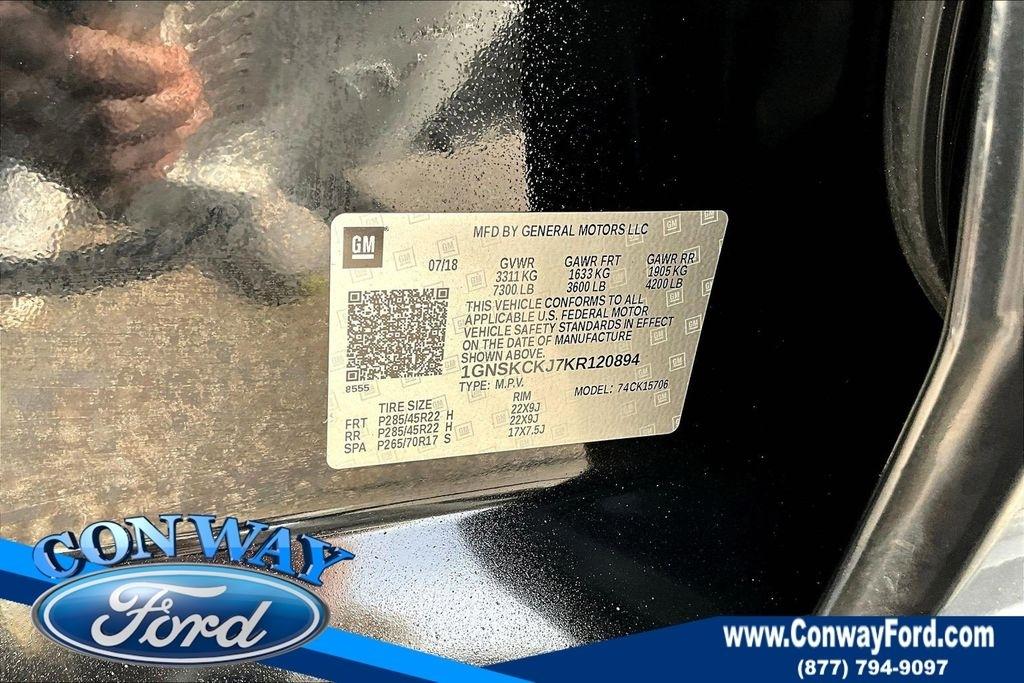 GM
MFD BY GENERAL MOTORS LLC
07/18 GVWR GAWR FRT GAWR RR
3311 KG 1633 KG 1905 KG
7300 LB 3600 LB 4200 LB
THIS VEHICLE CONFORMS TO ALL
APPLICABLE U.S. FEDERAL MOTOR
VEHICLE SAFETY STANDARDS IN EFFECT
ON THE DATE OF MANUFACTURE
SHOWN ABOVE.
8555
1GNSKCKJ7KR120894
TYPE: M.P.V. MODEL: 74CK15706
TIRE SIZE RIM
FRT P285/45R22 H 22X9J
RR P285/45R22 H 22X9J
SPA P265/70R17 S 17X7.5J
CONWAY
Ford
www.ConwayFord.com
(877) 794-9097